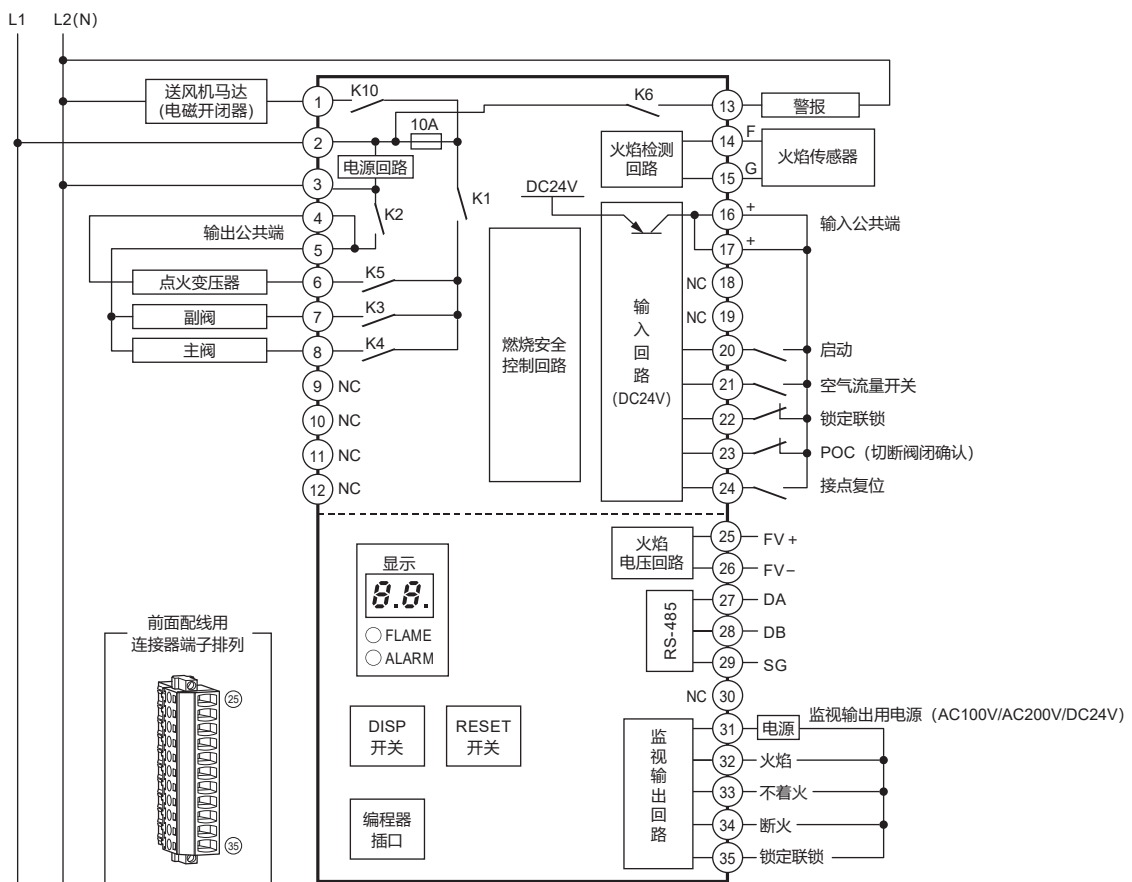 L1
L2(N)
送风机马达
(电磁开闭器)
1
K10
K6
13
警报
10A
2
14
F
火焰检测
回路
火焰传感器
电源回路
15
G
3
DC24V
K1
4
K2
16
+
输入公共端
输出公共端
5
17
+
点火变压器
6
K5
NC
18
副阀
7
K3
NC
19
主阀
8
K4
燃烧安全
控制回路
输
入
回
路
(DC24V)
20
启动
9
NC
21
空气流量开关
10
NC
22
锁定联锁
11
NC
23
POC（切断阀闭确认）
12
NC
24
接点复位
火焰
电压回路
25
FV+
26
FV−
显示
8.8.
FLAME
ALARM
RS-485
27
DA
28
DB
29
SG
NC
30
前面配线用
连接器端子排列
25
35
DISP
开关
RESET
开关
编程器
插口
监
视
输
出
回
路
31
电源
监视输出用电源（AC100V/AC200V/DC24V）
32
火焰
33
不着火
34
断火
35
锁定联锁